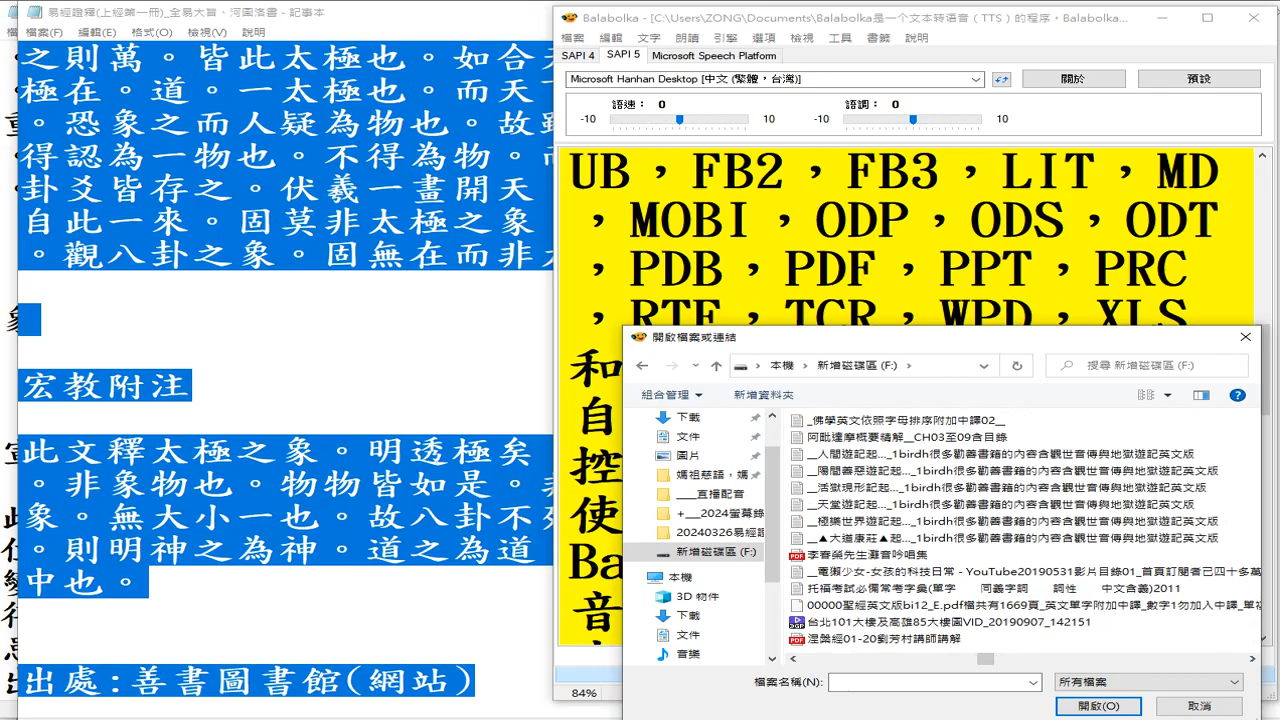 易經證釋(上經第一冊)_全易大旨、河圖洛書 - 記事本
檔案(F) 編輯(E) 格式(O) 檢視(V) 說明
之則萬。皆此太極也。如合
極在。道。一太極也。而天
。恐象之而人疑為物也。故
得認為一物也。不得為物。
卦爻皆存之。伏羲一畫開天
自此一來。固莫非太極之象
。觀八卦之象。固無在而非
宏教附注
此文釋太極之象。明透極矣
。非象物也。物物皆如是。
象。無大小一也。故八卦不
。則明神之為神。道之為道
中也。
出處:善書圖書館(網站)
Balabolka - [C:\Users\ZONG\Documents\Balabolka是一个文本转语音（TTS）的程序。Balabolka...
檔案 編輯 文字 朗讀 引擎 選項 檢視 工具 書籤 說明
SAPI 4 SAPI 5 Microsoft Speech Platform
Microsoft Hanhan Desktop [中文 (繁體，台灣)]
關於 預設
語速： 0 語調： 0
-10 10 -10 10
UB，FB2，FB3，LIT，MD
，MOBI，ODP，ODS，ODT
，PDB，PDF，PPT，PRC
，RTF，TCR，WPD，XLS
和
自
控
使
Ba
音
84%
開啟檔案或連結
本機 › 新增磁碟區 (F:) ›
搜尋 新增磁碟區 (F:)
組合管理 新增資料夾
下載
文件
圖片
媽祖慈語，媽
___直播配音
+__2024螢幕錄
20240326易經證
新增磁碟區 (F:)
本機
3D 物件
下載
文件
音樂
_佛學英文依照字母排序附加中譯02__
阿毗達摩概要精解__CH03至09含目錄
__人間遊記起..._1birdh很多勸善書籍的內容含觀世音傳與地獄遊記英文版
__陽間善惡遊記起..._1birdh很多勸善書籍的內容含觀世音傳與地獄遊記英文版
__活獄現形記起..._1birdh很多勸善書籍的內容含觀世音傳與地獄遊記英文版
__天堂遊記起..._1birdh很多勸善書籍的內容含觀世音傳與地獄遊記英文版
__極樂世界遊記起..._1birdh很多勸善書籍的內容含觀世音傳與地獄遊記英文版
__▲大道康莊▲起..._1birdh很多勸善書籍的內容含觀世音傳與地獄遊記英文版
李春榮先生灘音吟唱集
__電獺少女-女孩的科技日常 - YouTube20190531影片目錄01_首頁訂閱者已四十多萬
托福考試必備常考字彙(單字 同義字詞 詞性 中文含義)2011
00000聖經英文版bi12_E.pdf檔共有1669頁_英文單字附加中譯_數字1勿加入中譯_單
台北101大樓及高雄85大樓圖VID_20190907_142151
涅槃經01-20劉芳村講師講解
檔案名稱(N):
所有檔案
開啟(O) 取消